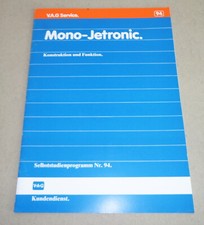 V.A.G Service.
94
Mono-Jetronic.
Konstruktion und Funktion.
Selbststudienprogramm Nr. 94.
V.A.G
Kundendienst.